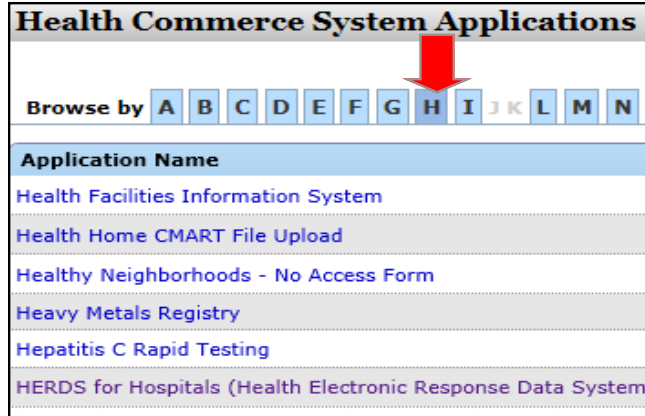 Health Commerce System Applications
Browse by A B C D E F G H I J K L M N
Application Name
Health Facilities Information System
Health Home CMART File Upload
Healthy Neighborhoods - No Access Form
Heavy Metals Registry
Hepatitis C Rapid Testing
HERDS for Hospitals (Health Electronic Response Data System